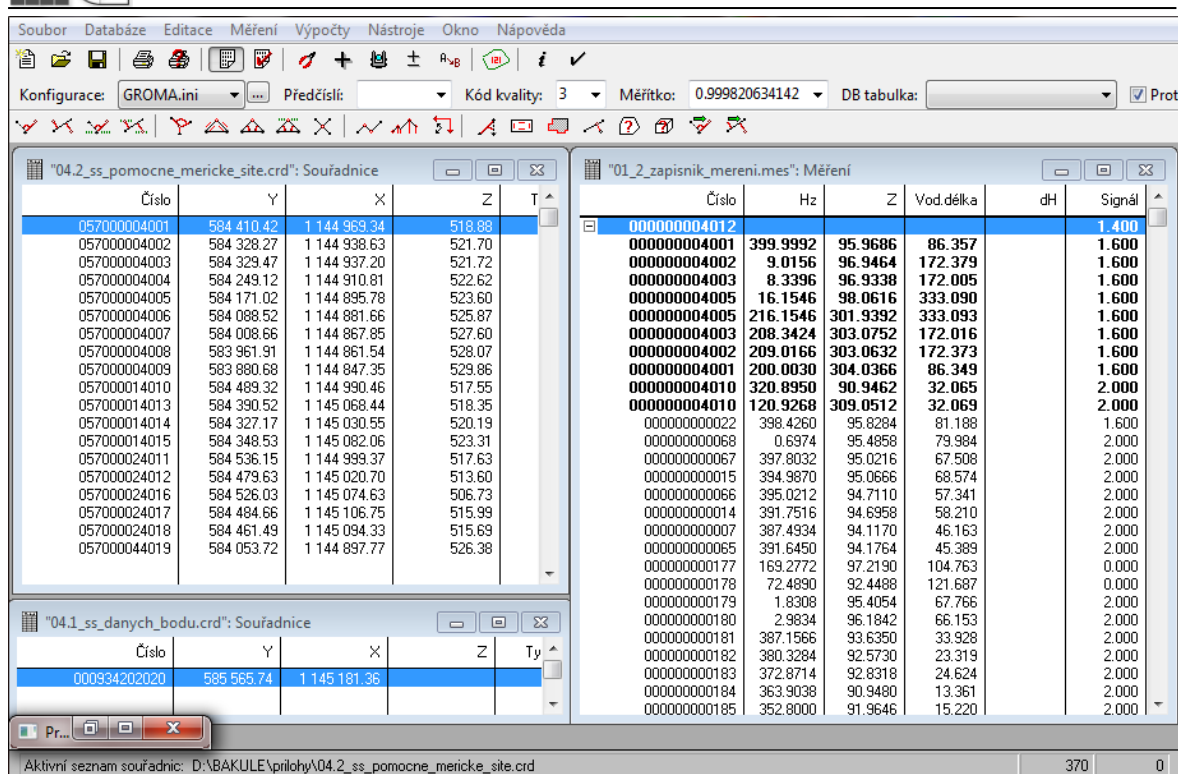 Soubor Databáze Editace Měření Výpočty Nástroje Okno Nápověda
Konfigurace: GROMA.ini ... Předčíslí: Kód kvality: 3 Měřítko: 0.999820634142 DB tabulka: Prot
"04.2_ss_pomocne_mericke_site.crd": Souřadnice
Číslo Y X Z T
057000004001 584 410.42 1 144 969.34 518.88
057000004002 584 328.27 1 144 938.63 521.70
057000004003 584 329.47 1 144 937.20 521.72
057000004004 584 249.12 1 144 910.81 522.62
057000004005 584 171.02 1 144 895.78 523.60
057000004006 584 088.52 1 144 881.66 525.87
057000004007 584 008.66 1 144 867.85 527.60
057000004008 583 961.91 1 144 861.54 528.07
057000004009 583 880.68 1 144 847.35 529.86
057000014010 584 489.32 1 144 990.46 517.55
057000014013 584 390.52 1 145 068.44 518.35
057000014014 584 327.17 1 145 030.55 520.19
057000014015 584 348.53 1 145 082.06 523.31
057000024011 584 536.15 1 144 999.37 517.63
057000024012 584 479.63 1 145 020.70 513.60
057000024016 584 526.03 1 145 074.63 506.73
057000024017 584 484.66 1 145 106.75 515.99
057000024018 584 461.49 1 145 094.33 515.69
057000044019 584 053.72 1 144 897.77 526.38
"04.1_ss_danych_bodu.crd": Souřadnice
Číslo Y X Z Ty
000934202020 585 565.74 1 145 181.36
"01_2_zapisnik_mereni.mes": Měření
Číslo Hz Z Vod.délka dH Signál
000000004012 1.400
000000004001 399.9992 95.9686 86.357 1.600
000000004002 9.0156 96.9464 172.379 1.600
000000004003 8.3396 96.9338 172.005 1.600
000000004005 16.1546 98.0616 333.090 1.600
000000004005 216.1546 301.9392 333.093 1.600
000000004003 208.3424 303.0752 172.016 1.600
000000004002 209.0166 303.0632 172.373 1.600
000000004001 200.0030 304.0366 86.349 1.600
000000004010 320.8950 90.9462 32.065 2.000
000000004010 120.9268 309.0512 32.069 2.000
000000000022 398.4260 95.8284 81.188 1.600
000000000068 0.6974 95.4858 79.984 2.000
000000000067 397.8032 95.0216 67.508 2.000
000000000015 394.9870 95.0666 68.574 2.000
000000000066 395.0212 94.7110 57.341 2.000
000000000014 391.7516 94.6958 58.210 2.000
000000000007 387.4934 94.1170 46.163 2.000
000000000065 391.6450 94.1764 45.389 2.000
000000000177 169.2772 97.2190 104.763 0.000
000000000178 72.4890 92.4488 121.687 0.000
000000000179 1.8308 95.4054 67.766 2.000
000000000180 2.9834 96.1842 66.153 2.000
000000000181 387.1566 93.6350 33.928 2.000
000000000182 380.3284 92.5730 23.319 2.000
000000000183 372.8714 92.8318 24.624 2.000
000000000184 363.9038 90.9480 13.361 2.000
000000000185 352.8000 91.9646 15.220 2.000
Pr...
Aktivní seznam souřadnic: D:\BAKULE\prilohy\04.2_ss_pomocne_mericke_site.crd 370 0